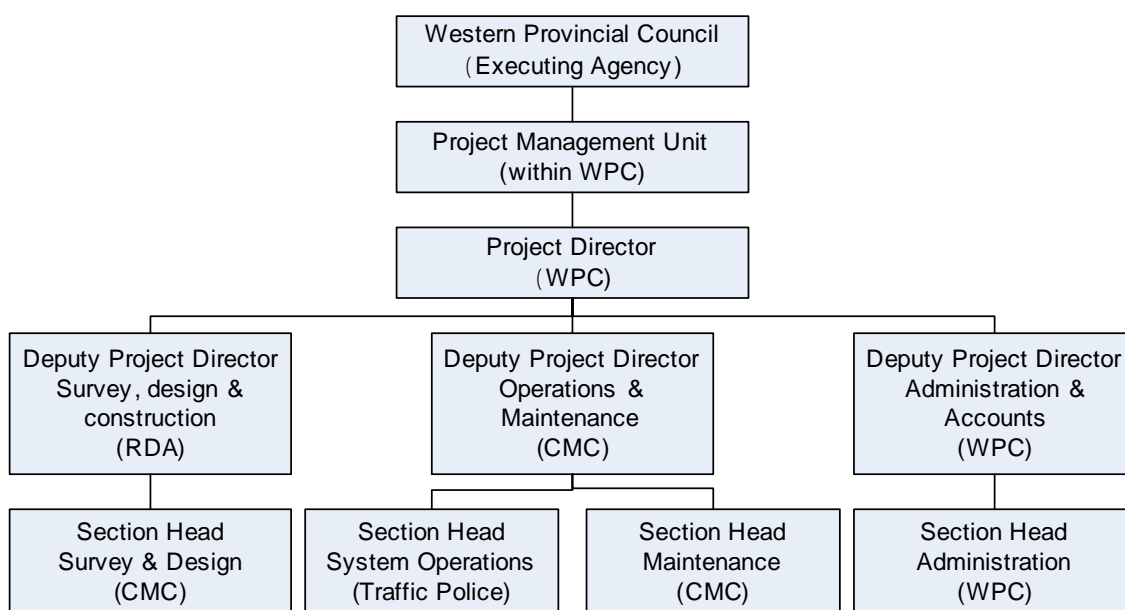 Western Provincial Council
(Executing Agency)
Project Management Unit
(within WPC)
Project Director
(WPC)
Deputy Project Director
Survey, design &
construction
(RDA)
Deputy Project Director
Operations &
Maintenance
(CMC)
Deputy Project Director
Administration &
Accounts
(WPC)
Section Head
Survey & Design
(CMC)
Section Head
System Operations
(Traffic Police)
Section Head
Maintenance
(CMC)
Section Head
Administration
(WPC)